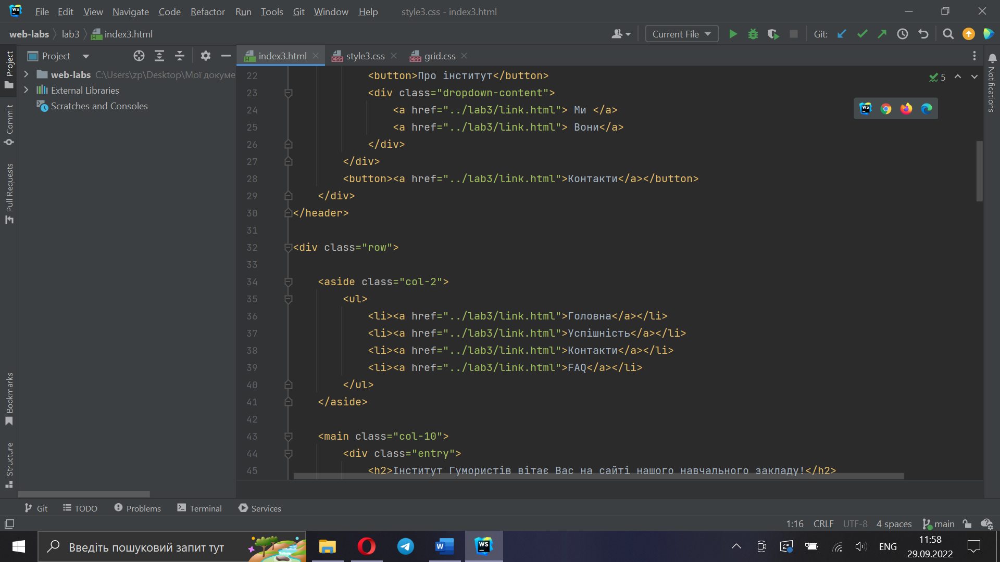 File Edit View Navigate Code Refactor Run Tools Git Window Help style3.css - index3.html
web-labs lab3 index3.html Current File Git:
Project index3.html style3.css grid.css
web-labs C:\Users\zp\Desktop\Мої докуме
External Libraries
Scratches and Consoles
Project
Commit
Pull Requests
Bookmarks
Structure
22 <button>Про інститут</button>
23 <div class="dropdown-content">
24 <a href="../lab3/link.html"> Ми </a>
25 <a href="../lab3/link.html"> Вони</a>
26 </div>
27 </div>
28 <button><a href="../lab3/link.html">Контакти</a></button>
29 </div>
30 </header>
31
32 <div class="row">
33
34 <aside class="col-2">
35 <ul>
36 <li><a href="../lab3/link.html">Головна</a></li>
37 <li><a href="../lab3/link.html">Успішність</a></li>
38 <li><a href="../lab3/link.html">Контакти</a></li>
39 <li><a href="../lab3/link.html">FAQ</a></li>
40 </ul>
41 </aside>
42
43 <main class="col-10">
44 <div class="entry">
45 <h2>Інститут Гумористів вітає Вас на сайті нашого навчального закладу!</h2>
5
Notifications
Git TODO Problems Terminal Services
1:16 CRLF UTF-8 4 spaces main
Введіть пошуковий запит тут
ENG
11:58
29.09.2022